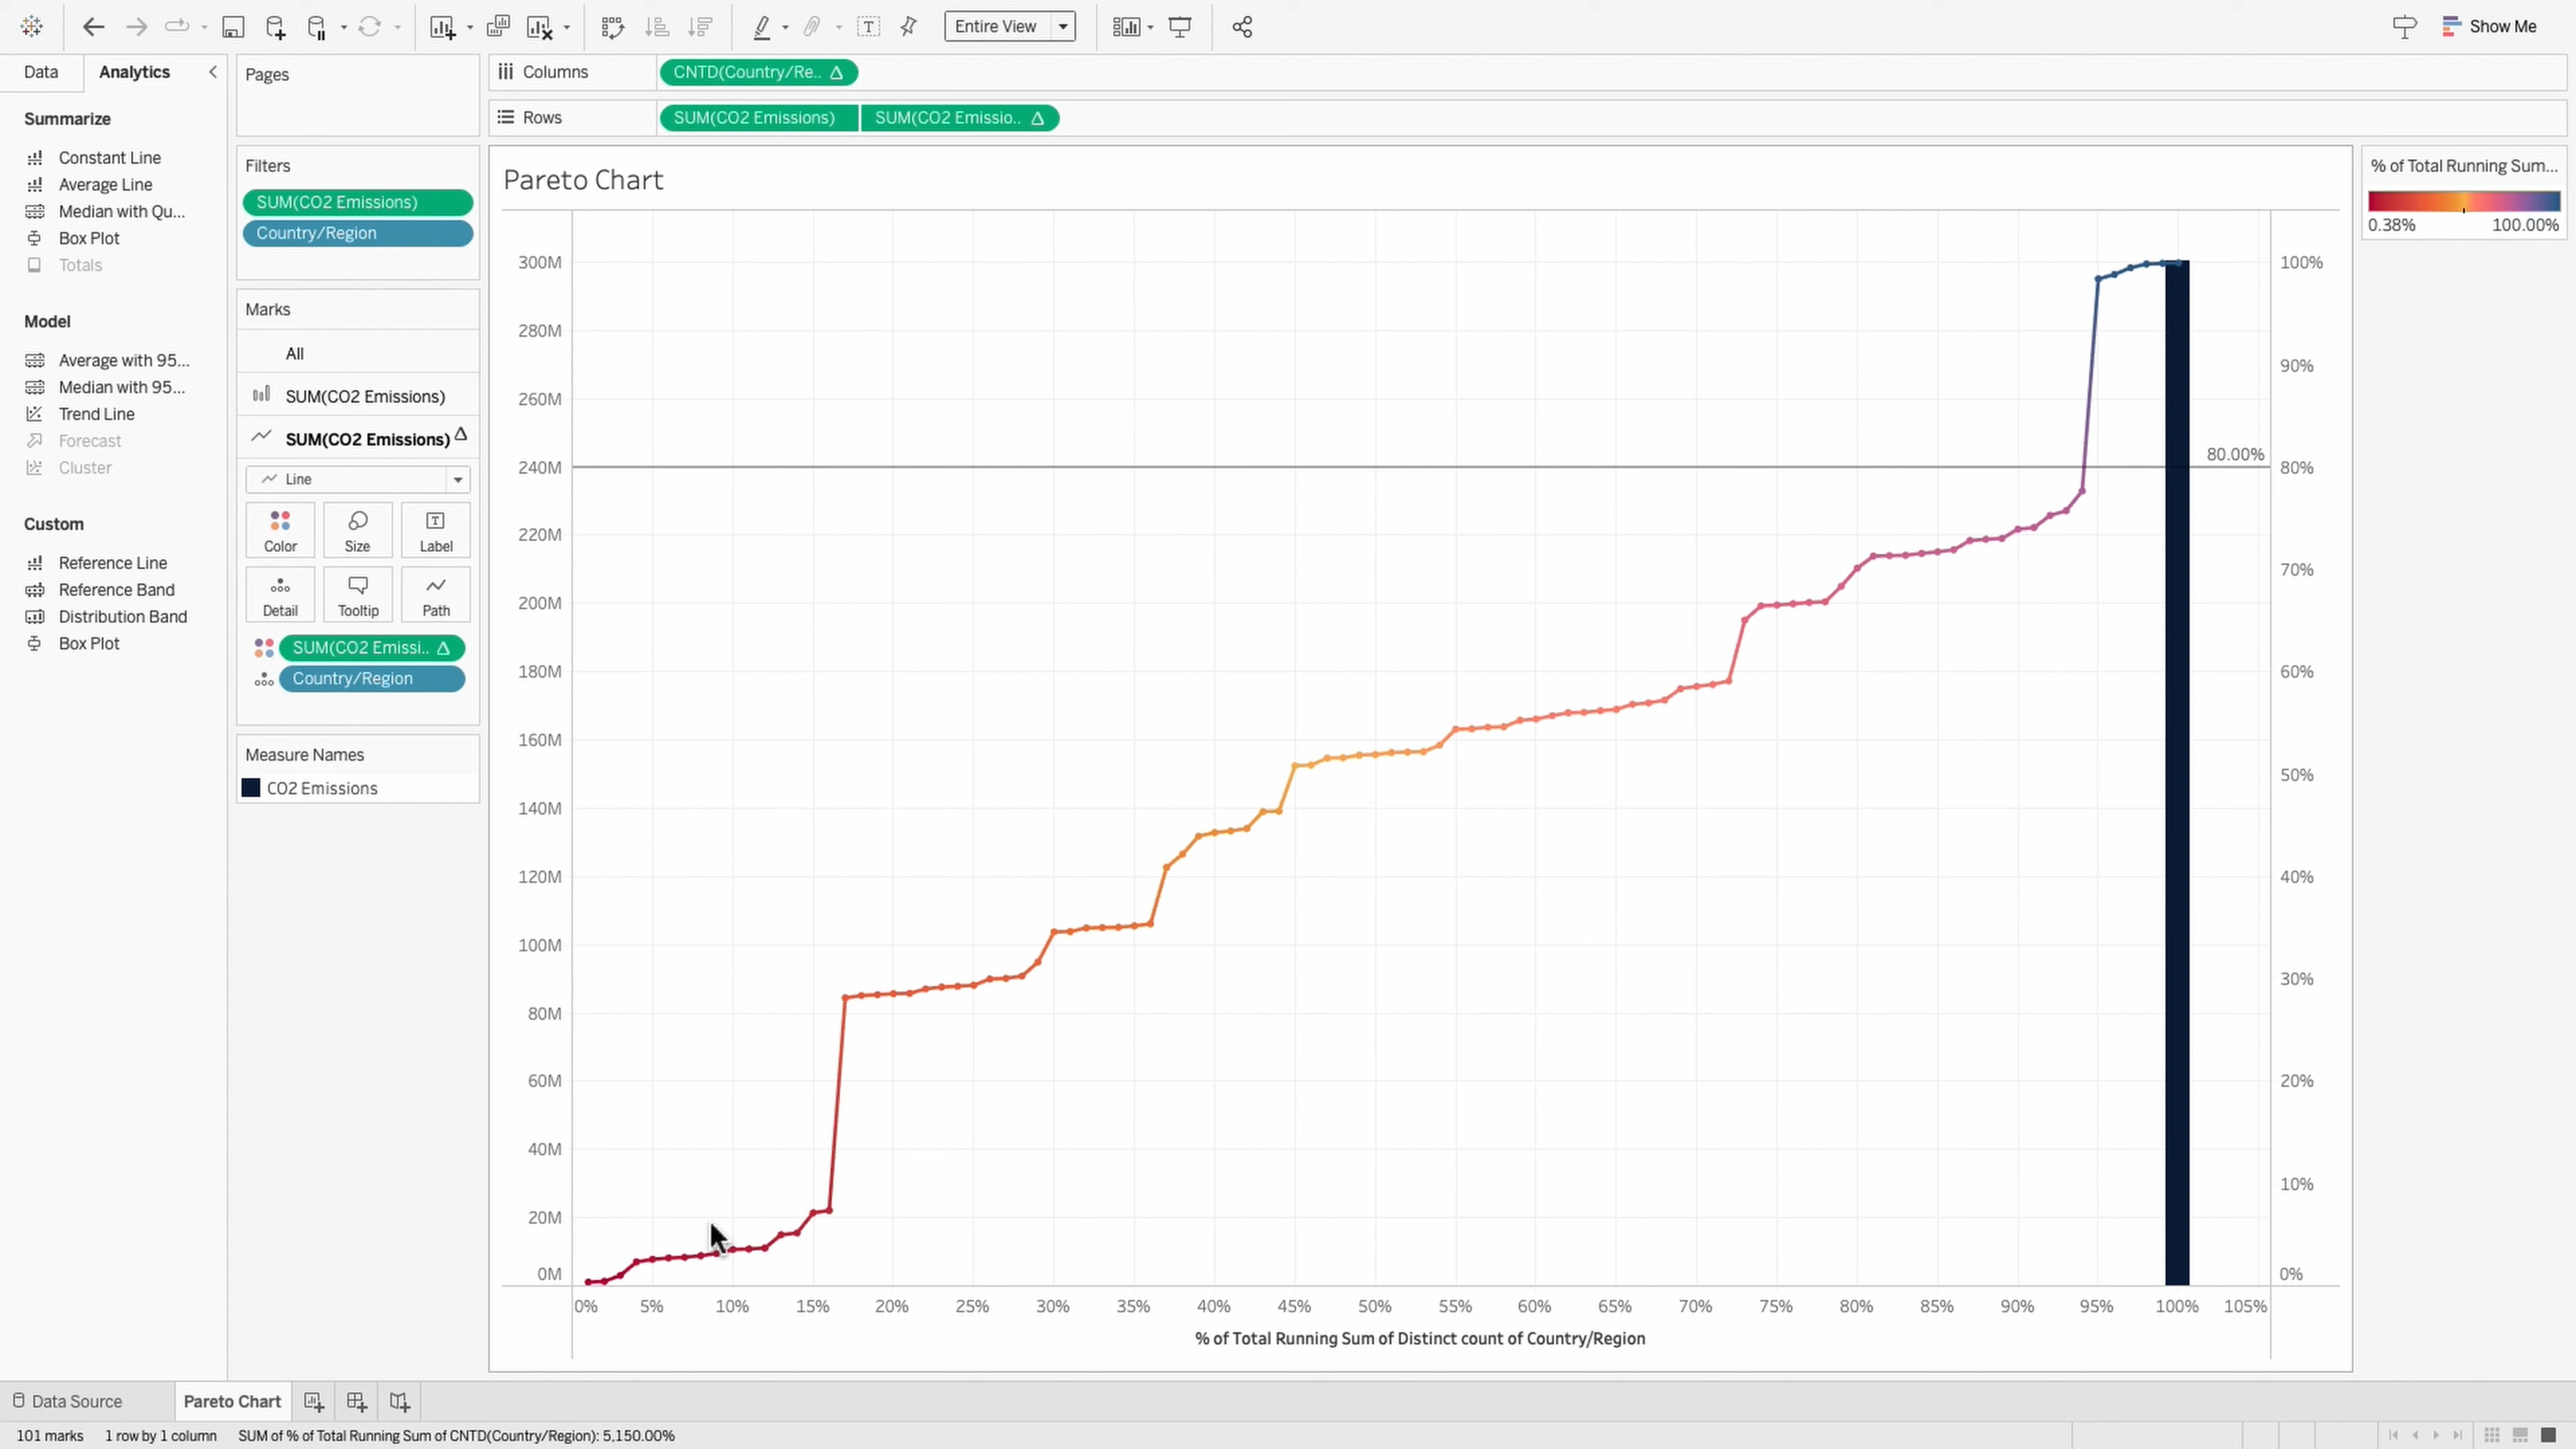 Entire View
Show Me
Data
Analytics
Summarize
Constant Line
Average Line
Median with Qu...
Box Plot
Totals
Model
Average with 95...
Median with 95...
Trend Line
Forecast
Cluster
Custom
Reference Line
Reference Band
Distribution Band
Box Plot
Pages
Filters
SUM(CO2 Emissions)
Country/Region
Marks
All
SUM(CO2 Emissions)
SUM(CO2 Emissions)
Line
Color Size Label
Detail Tooltip Path
SUM(CO2 Emissi..
Country/Region
Measure Names
CO2 Emissions
Columns CNTD(Country/Re..
Rows SUM(CO2 Emissions) SUM(CO2 Emissio..
Pareto Chart
300M
280M
260M
240M
220M
200M
180M
160M
140M
120M
100M
80M
60M
40M
20M
0M
80.00%
100%
90%
80%
70%
60%
50%
40%
30%
20%
10%
0%
0% 5% 10% 15% 20% 25% 30% 35% 40% 45% 50% 55% 60% 65% 70% 75% 80% 85% 90% 95% 100% 105%
% of Total Running Sum of Distinct count of Country/Region
% of Total Running Sum...
0.38% 100.00%
Data Source Pareto Chart
101 marks 1 row by 1 column SUM of % of Total Running Sum of CNTD(Country/Region): 5,150.00%